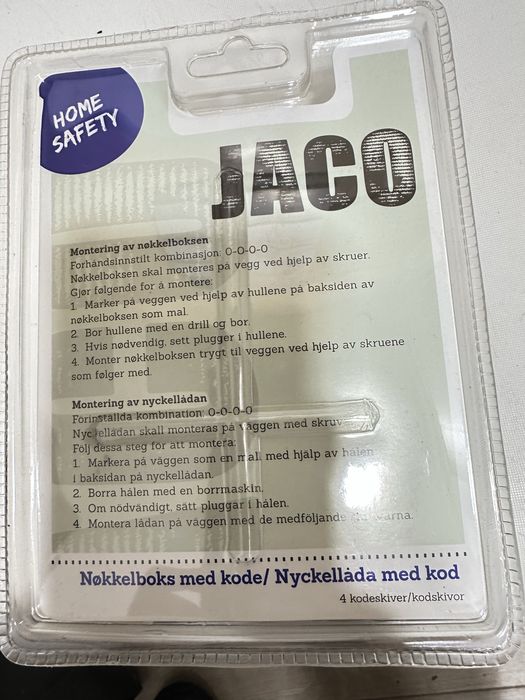 HOME
SAFETY
JACO
Montering av nøkkelboksen
Forhåndsinnstilt kombinasjon: 0-0-0-0
Nøkkelboksen skal monteres på vegg ved hjelp av skruer.
Gjør følgende for å montere:
1. Marker på veggen ved hjelp av hullene på baksiden av
nøkkelboksen som mal.
2. Bor hullene med en drill og bor.
3. Hvis nødvendig, sett plugger i hullene.
4. Monter nøkkelboksen trygt til veggen ved hjelp av skruene
som følger med.
Montering av nyckellådan
Förinställda kombination: 0-0-0-0
Nyckellådan skall monteras på väggen med skruv
Följ dessa steg för att montera:
1. Markera på väggen som en mall med hjälp av hålen
i baksidan på nyckellådan.
2. Borra hålen med en borrmaskin.
3. Om nödvändigt, sätt pluggar i hålen.
4. Montera lådan på väggen med de medföljande
Nøkkelboks med kode/ Nyckellåda med kod
4 kodeskiver/kodskivor